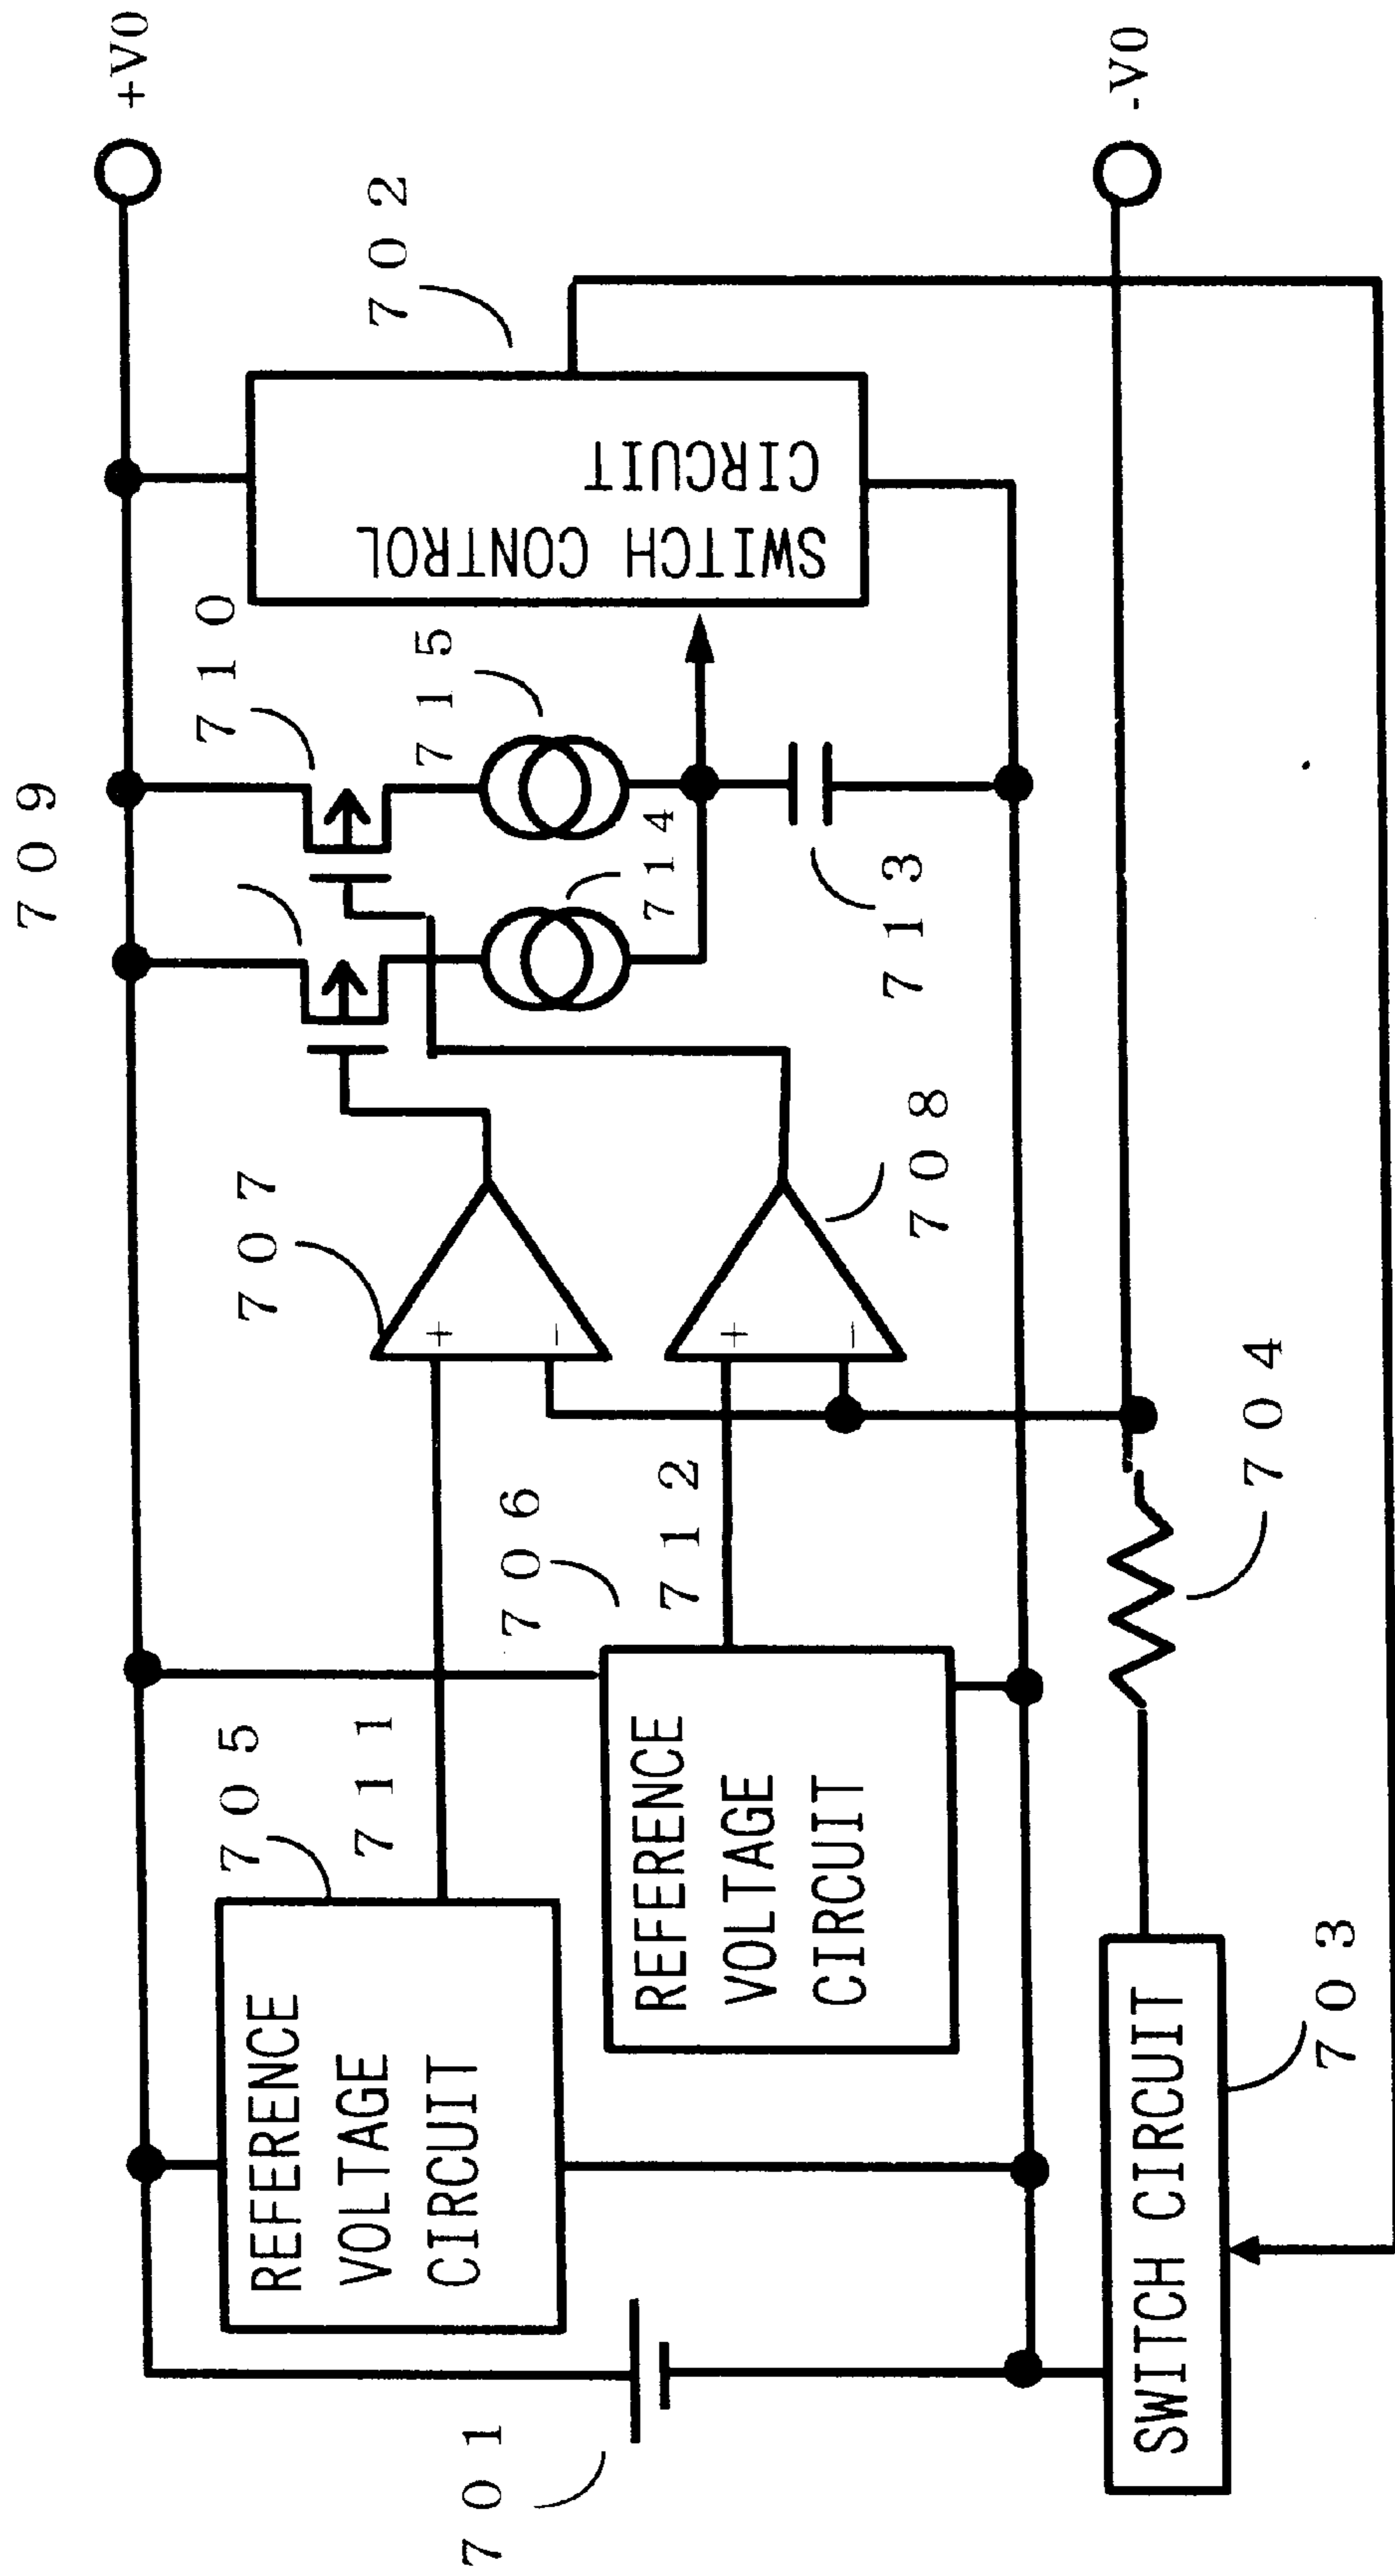 709
+V0
710
702
707
715
714
SWITCH CONTROL
CIRCUIT
713
708
+
-
+
-
705
711
706
712
REFERENCE
VOLTAGE
CIRCUIT
REFERENCE
VOLTAGE
CIRCUIT
701
704
-V0
SWITCH CIRCUIT
703